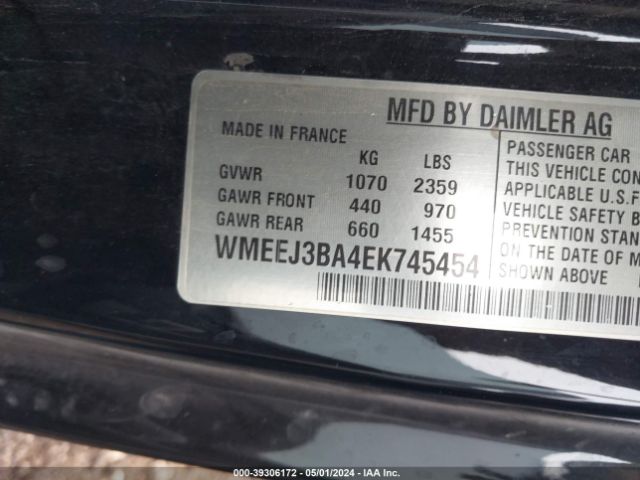 MFD BY DAIMLER AG
MADE IN FRANCE
KG LBS
GVWR 1070 2359
GAWR FRONT 440 970
GAWR REAR 660 1455
WMEEJ3BA4EK745454
PASSENGER CAR
THIS VEHICLE CON
APPLICABLE U.S.F
VEHICLE SAFETY B
PREVENTION STAN
ON THE DATE OF M
SHOWN ABOVE
000-39306172 - 05/01/2024 - IAAI.COM